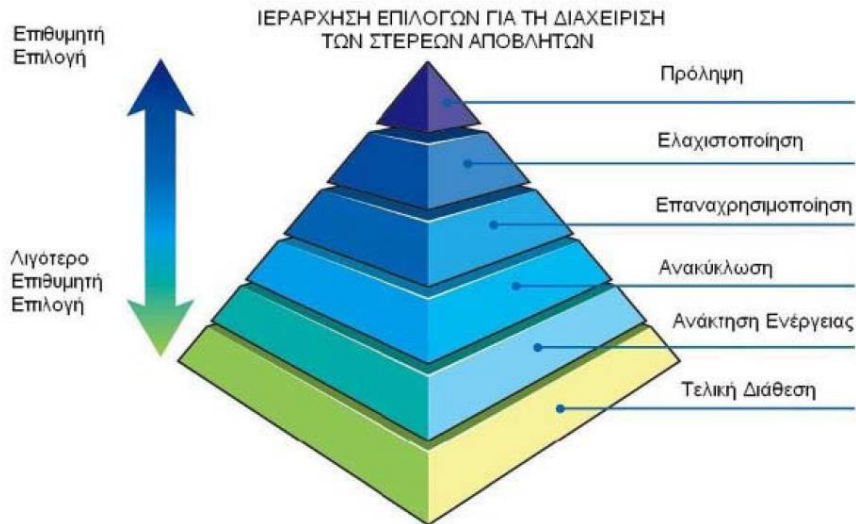 ΙΕΡΑΡΧΗΣΗ ΕΠΙΛΟΓΩΝ ΓΙΑ ΤΗ ΔΙΑΧΕΙΡΙΣΗ
ΤΩΝ ΣΤΕΡΕΩΝ ΑΠΟΒΛΗΤΩΝ
Επιθυμητή
Επιλογή
Πρόληψη
Ελαχιστοποίηση
Επαναχρησιμοποίηση
Λιγότερο
Επιθυμητή
Επιλογή
Ανακύκλωση
Ανάκτηση Ενέργειας
Τελική Διάθεση